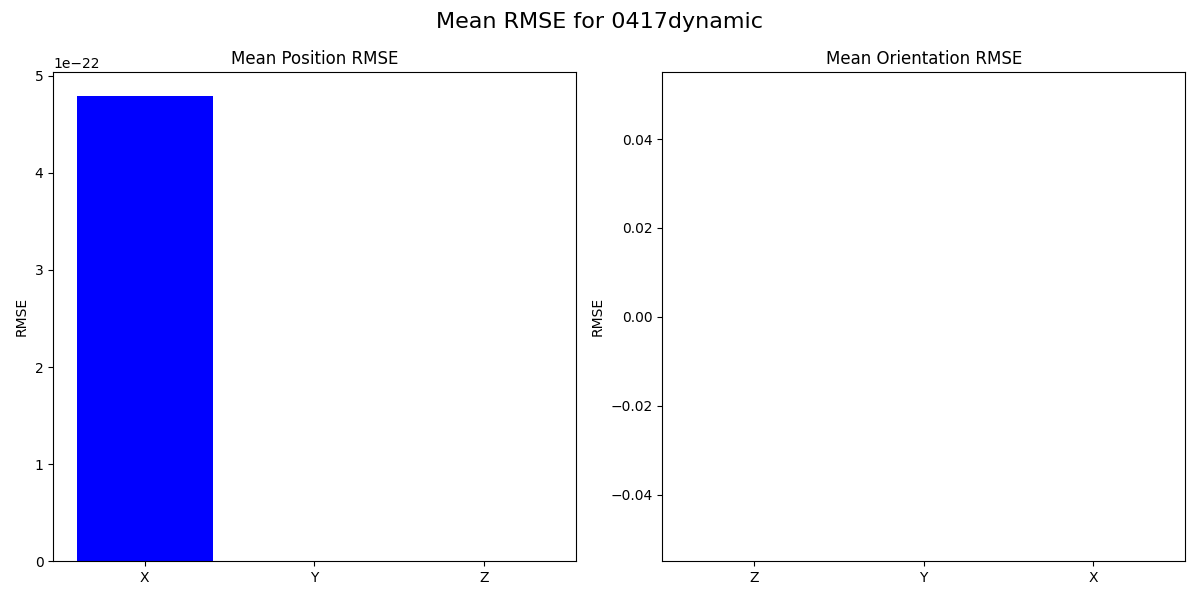 Mean RMSE for 0417dynamic
Mean Position RMSE
1e−22
5
4
3
2
1
0
RMSE
X Y Z
Mean Orientation RMSE
0.04
0.02
0.00
−0.02
−0.04
RMSE
Z Y X